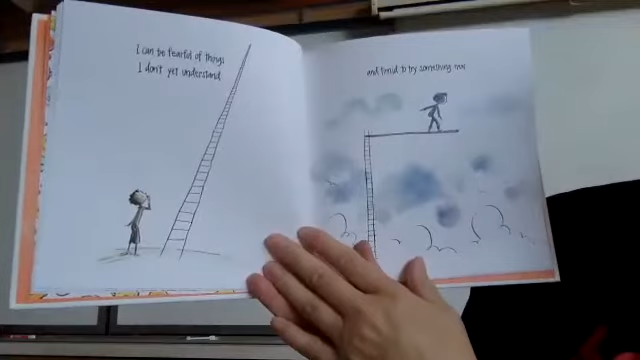 I can be fearful of things
I don't yet understand
and timid to try something new